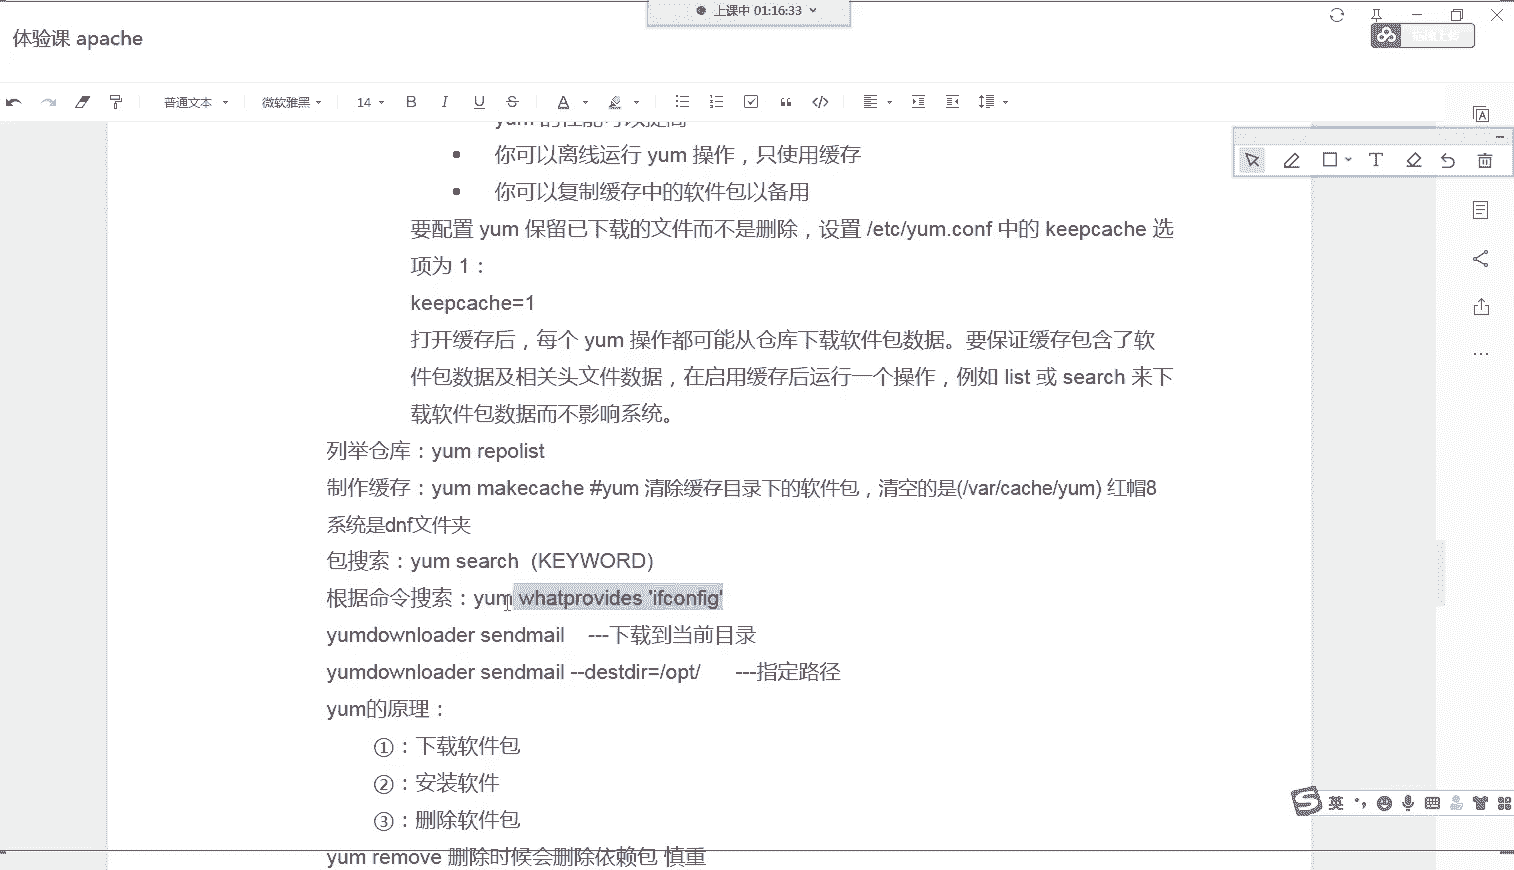 上课中 01:16:33
体验课 apache
普通文本
微软雅黑
14
B I U S A
你可以离线运行 yum 操作，只使用缓存
你可以复制缓存中的软件包以备用
要配置 yum 保留已下载的文件而不是删除，设置 /etc/yum.conf 中的 keepcache 选
项为 1：
keepcache=1
打开缓存后，每个 yum 操作都可能从仓库下载软件包数据。要保证缓存包含了软
件包数据及相关头文件数据，在启用缓存后运行一个操作，例如 list 或 search 来下
载软件包数据而不影响系统。
列举仓库：yum repolist
制作缓存：yum makecache #yum 清除缓存目录下的软件包，清空的是(/var/cache/yum) 红帽8
系统是dnf文件夹
包搜索：yum search  (KEYWORD)
根据命令搜索：yum whatprovides 'ifconfig'
yumdownloader sendmail    ---下载到当前目录
yumdownloader sendmail --destdir=/opt/      ---指定路径
yum的原理：
①：下载软件包
②：安装软件
③：删除软件包
yum remove 删除时候会删除依赖包 慎重
英